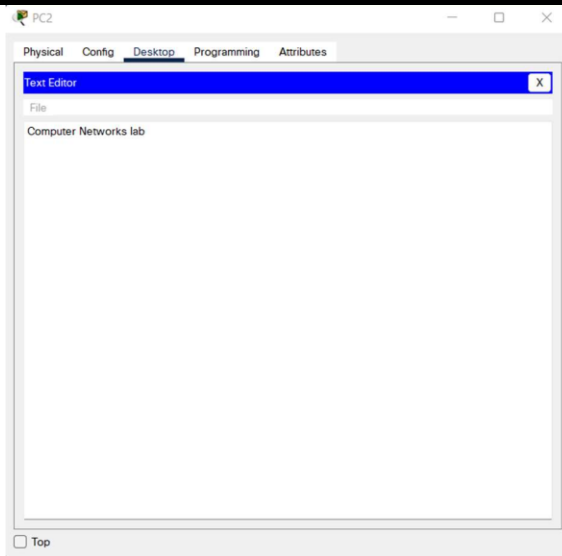 PC2
Physical Config Desktop Programming Attributes
Text Editor X
File
Computer Networks lab
Top